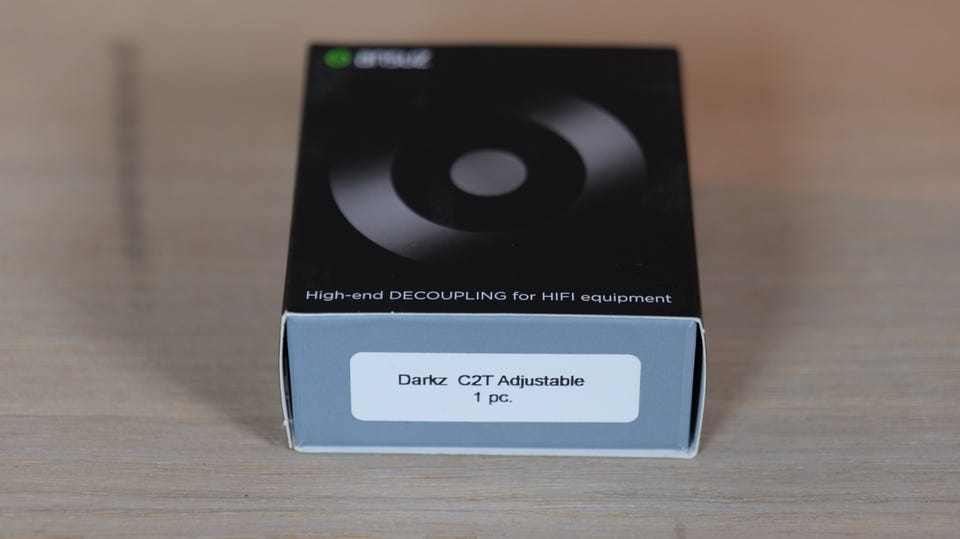 ansuz
High-end DECOUPLING for HIFI equipment
Darkz C2T Adjustable
1 pc.